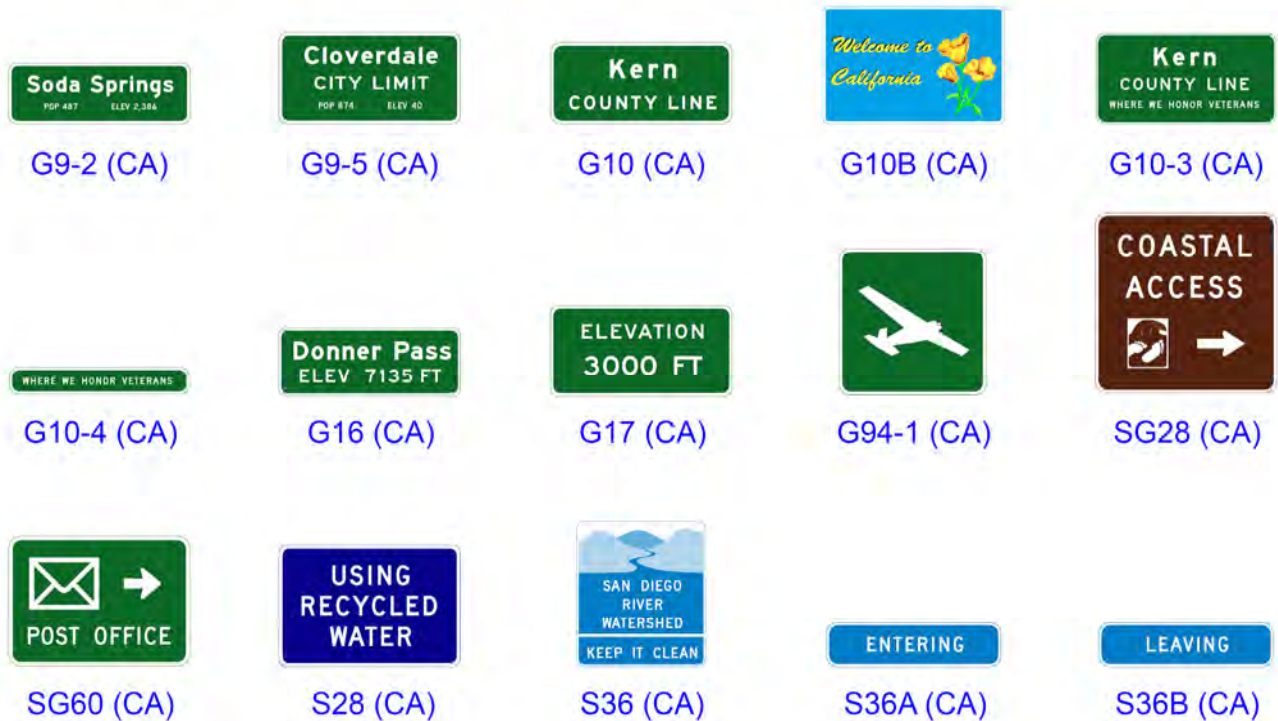 Soda Springs
POP 487 ELEV 2,386
G9-2 (CA)
Cloverdale
CITY LIMIT
POP 874 ELEV 40
G9-5 (CA)
Kern
COUNTY LINE
G10 (CA)
Welcome to
California
G10B (CA)
Kern
COUNTY LINE
WHERE WE HONOR VETERANS
G10-3 (CA)
WHERE WE HONOR VETERANS
G10-4 (CA)
Donner Pass
ELEV 7135 FT
G16 (CA)
ELEVATION
3000 FT
G17 (CA)
G94-1 (CA)
COASTAL
ACCESS
SG28 (CA)
POST OFFICE
SG60 (CA)
USING
RECYCLED
WATER
S28 (CA)
SAN DIEGO
RIVER
WATERSHED
KEEP IT CLEAN
S36 (CA)
ENTERING
S36A (CA)
LEAVING
S36B (CA)